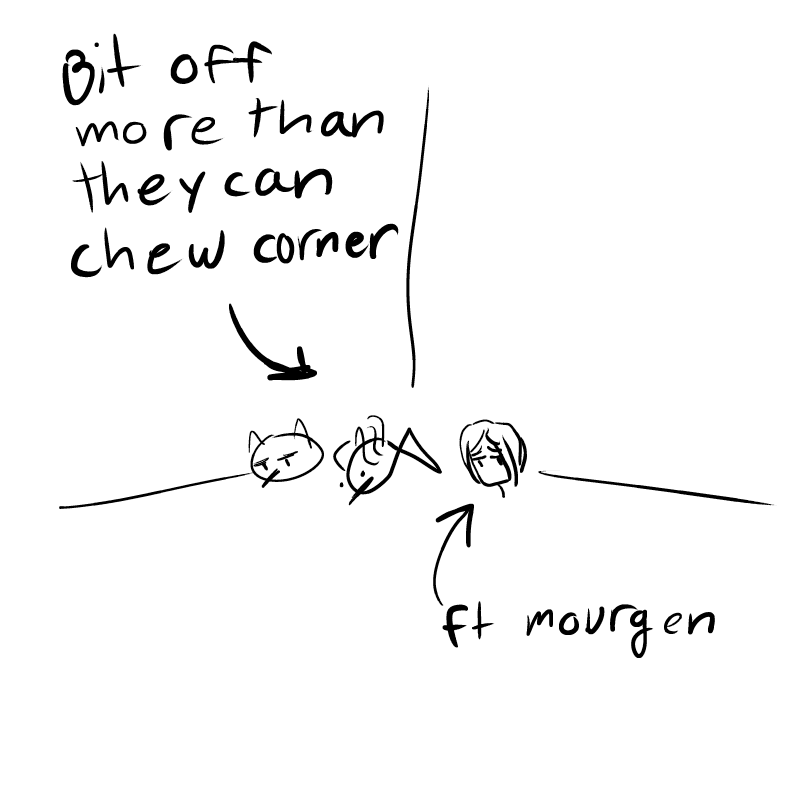 Bit off
more than
they can
chew corner
ft mourgen